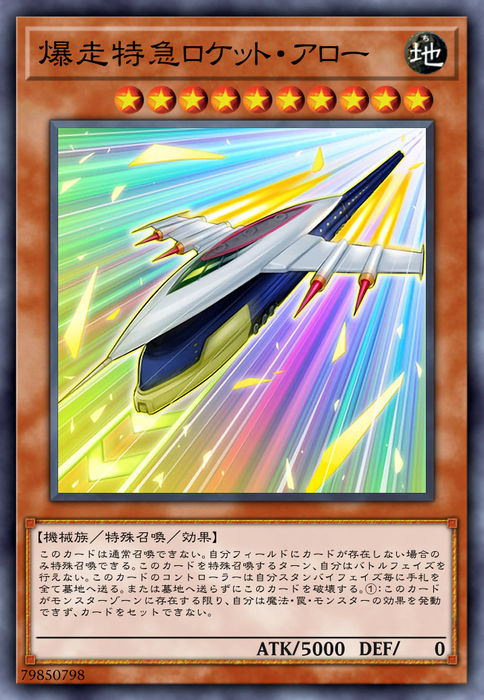 爆走特急ロケット・アロー
ち
地
【機械族／特殊召喚／効果】
このカードは通常召喚できない。自分フィールドにカードが存在しない場合の
み特殊召喚できる。このカードを特殊召喚するターン、自分はバトルフェイズを
行えない。このカードのコントローラーは自分スタンバイフェイズ毎に手札を
全て墓地へ送る。または墓地へ送らずにこのカードを破壊する。①：このカード
がモンスターゾーンに存在する限り、自分は魔法・罠・モンスターの効果を発動
できず、カードをセットできない。
ATK/5000 DEF/ 0
79850798